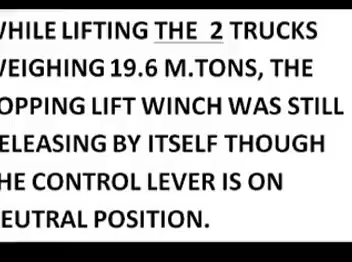 WHILE LIFTING THE 2 TRUCKS
WEIGHING 19.6 M.TONS, THE
OPPING LIFT WINCH WAS STILL
ELEASING BY ITSELF THOUGH
HE CONTROL LEVER IS ON
EUTRAL POSITION.